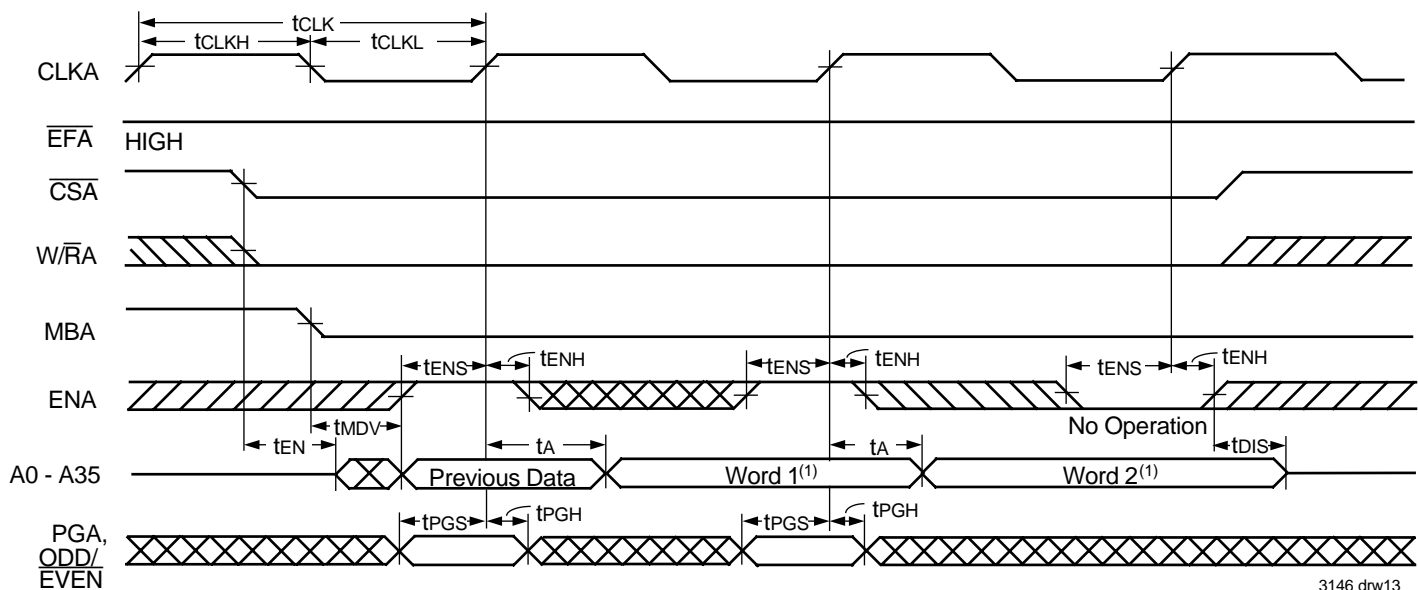 tCLK
tCLKH
tCLKL
CLKA
EFA
HIGH
CSA
W/RA
MBA
tENS
tENH
tENS
tENH
tENS
tENH
ENA
No Operation
tMDV
tEN
tA
tA
tDIS
A0 - A35
Previous Data
Word 1(1)
Word 2(1)
tPGS
tPGH
tPGS
tPGH
PGA,
ODD/
EVEN
3146 drw13